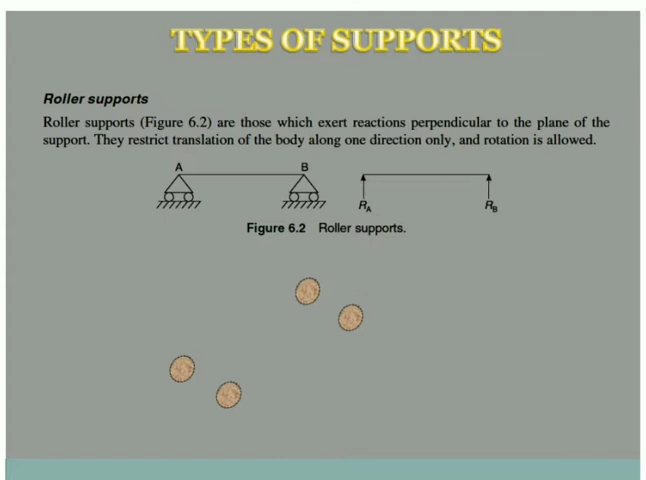 TYPES OF SUPPORTS
Roller supports
Roller supports (Figure 6.2) are those which exert reactions perpendicular to the plane of the
support. They restrict translation of the body along one direction only, and rotation is allowed.
A B
RA RB
Figure 6.2 Roller supports.